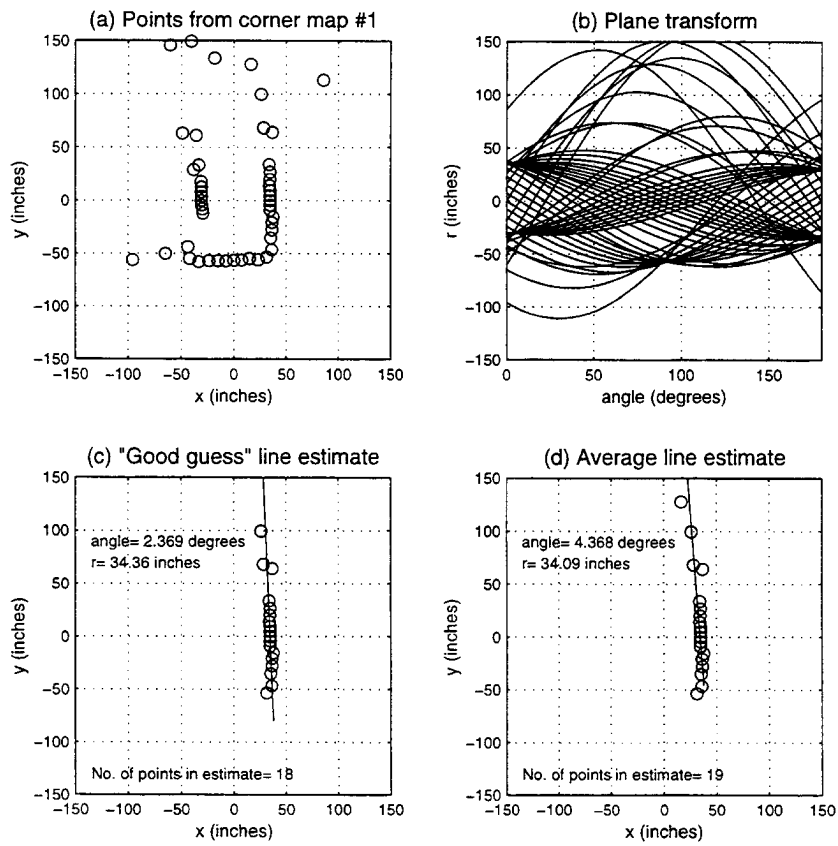 (a) Points from corner map #1
150
100
50
0
−50
−100
−150
y (inches)
−150 −100 −50 0 50 100 150
x (inches)
(b) Plane transform
150
100
50
0
−50
−100
−150
r (inches)
0 50 100 150
angle (degrees)
(c) "Good guess" line estimate
150
100
50
0
−50
−100
−150
y (inches)
angle= 2.369 degrees
r= 34.36 inches
No. of points in estimate= 18
−150 −100 −50 0 50 100 150
x (inches)
(d) Average line estimate
150
100
50
0
−50
−100
−150
y (inches)
angle= 4.368 degrees
r= 34.09 inches
No. of points in estimate= 19
−150 −100 −50 0 50 100 150
x (inches)